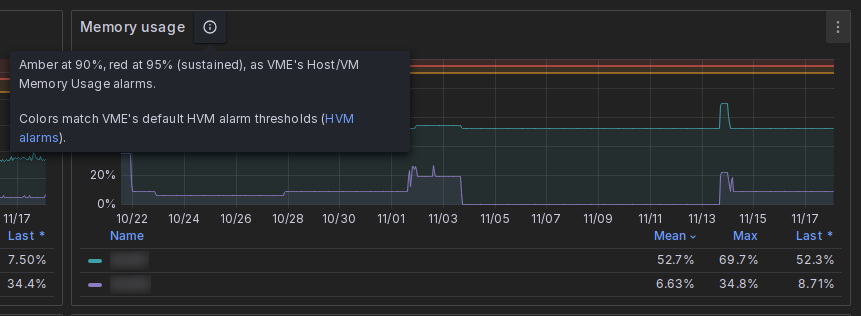 Memory usage
Amber at 90%, red at 95% (sustained), as VME's Host/VM
Memory Usage alarms.
Colors match VME's default HVM alarm thresholds (HVM
alarms).
20%
0%
11/17
10/22 10/24 10/26 10/28 10/30 11/01 11/03 11/05 11/07 11/09 11/11 11/13 11/15 11/17
Last *
Name Mean Max Last *
7.50%
52.7% 69.7% 52.3%
34.4%
6.63% 34.8% 8.71%